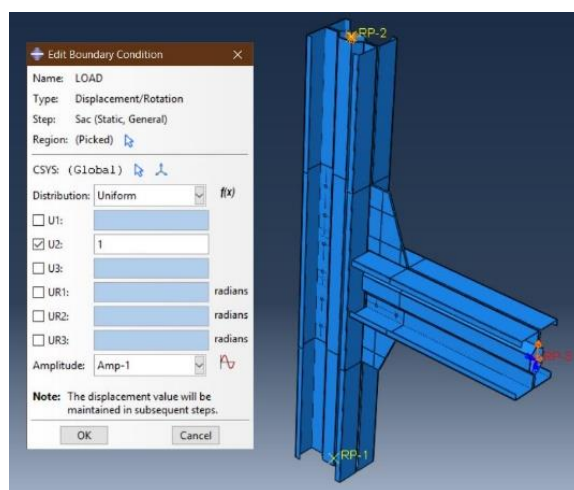 Edit Boundary Condition
Name: LOAD
Type: Displacement/Rotation
Step: Sac (Static, General)
Region: (Picked)
CSYS: (Global)
Distribution: Uniform f(x)
U1:
U2: 1
U3:
UR1: radians
UR2: radians
UR3: radians
Amplitude: Amp-1
Note: The displacement value will be
maintained in subsequent steps.
OK Cancel
RP-2
RP-1